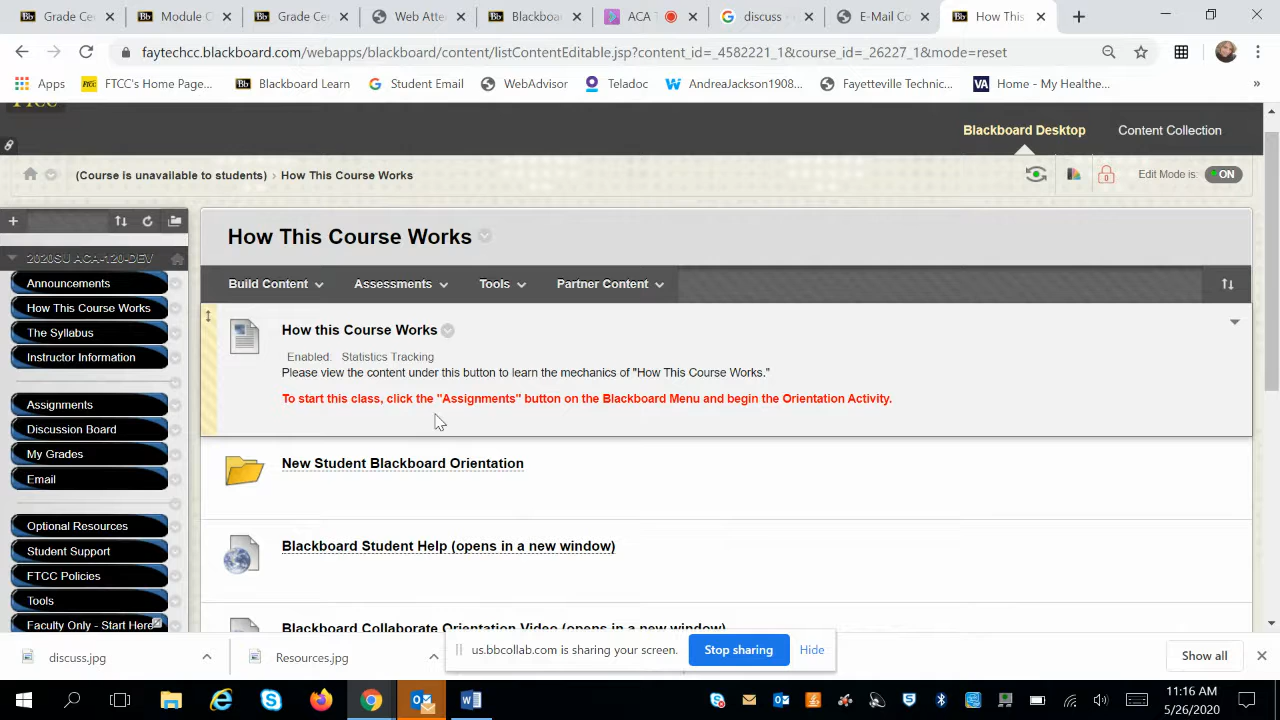 Grade Ce
Module C
Grade Ce
Web Atte
Blackboa
ACA
discuss -
E-Mail Co
How This
faytechcc.blackboard.com/webapps/blackboard/content/listContentEditable.jsp?content_id=_4582221_1&course_id=_26227_1&mode=reset
Apps
FTCC's Home Page...
Blackboard Learn
Student Email
WebAdvisor
Teladoc
AndreaJackson1908...
Fayetteville Technic...
Home - My Healthe...
»
FTCC
Blackboard Desktop
Content Collection
(Course is unavailable to students) › How This Course Works
Edit Mode is: ON
2020SU ACA-120-DEV
Announcements
How This Course Works
The Syllabus
Instructor Information
Assignments
Discussion Board
My Grades
Email
Optional Resources
Student Support
FTCC Policies
Tools
Faculty Only - Start Here
How This Course Works
Build Content
Assessments
Tools
Partner Content
How this Course Works
Enabled: Statistics Tracking
Please view the content under this button to learn the mechanics of "How This Course Works."
To start this class, click the "Assignments" button on the Blackboard Menu and begin the Orientation Activity.
New Student Blackboard Orientation
Blackboard Student Help (opens in a new window)
Blackboard Collaborate Orientation Video (opens in a new window)
us.bbcollab.com is sharing your screen.
Stop sharing
Hide
discuss.jpg
Resources.jpg
Show all
11:16 AM
5/26/2020